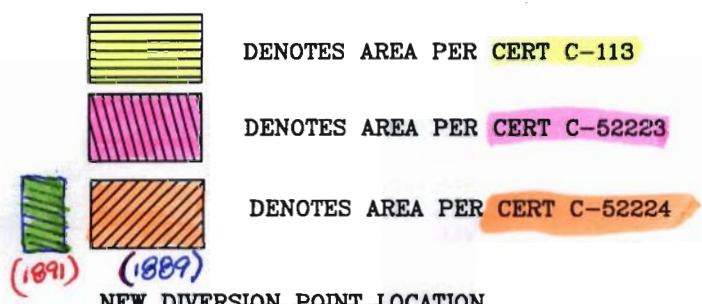 DENOTES AREA PER CERT C-113
DENOTES AREA PER CERT C-52223
DENOTES AREA PER CERT C-52224
(1891) (1889)
NEW DIVERSION POINT LOCATION